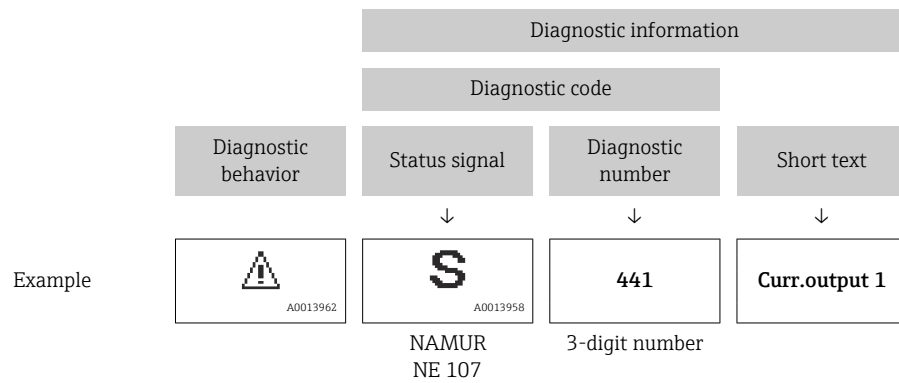 Diagnostic information
Diagnostic code
Diagnostic
behavior
Status signal
Diagnostic
number
Short text
↓
↓
↓
Example
A0013962
S
A0013958
441
Curr.output 1
NAMUR
NE 107
3-digit number